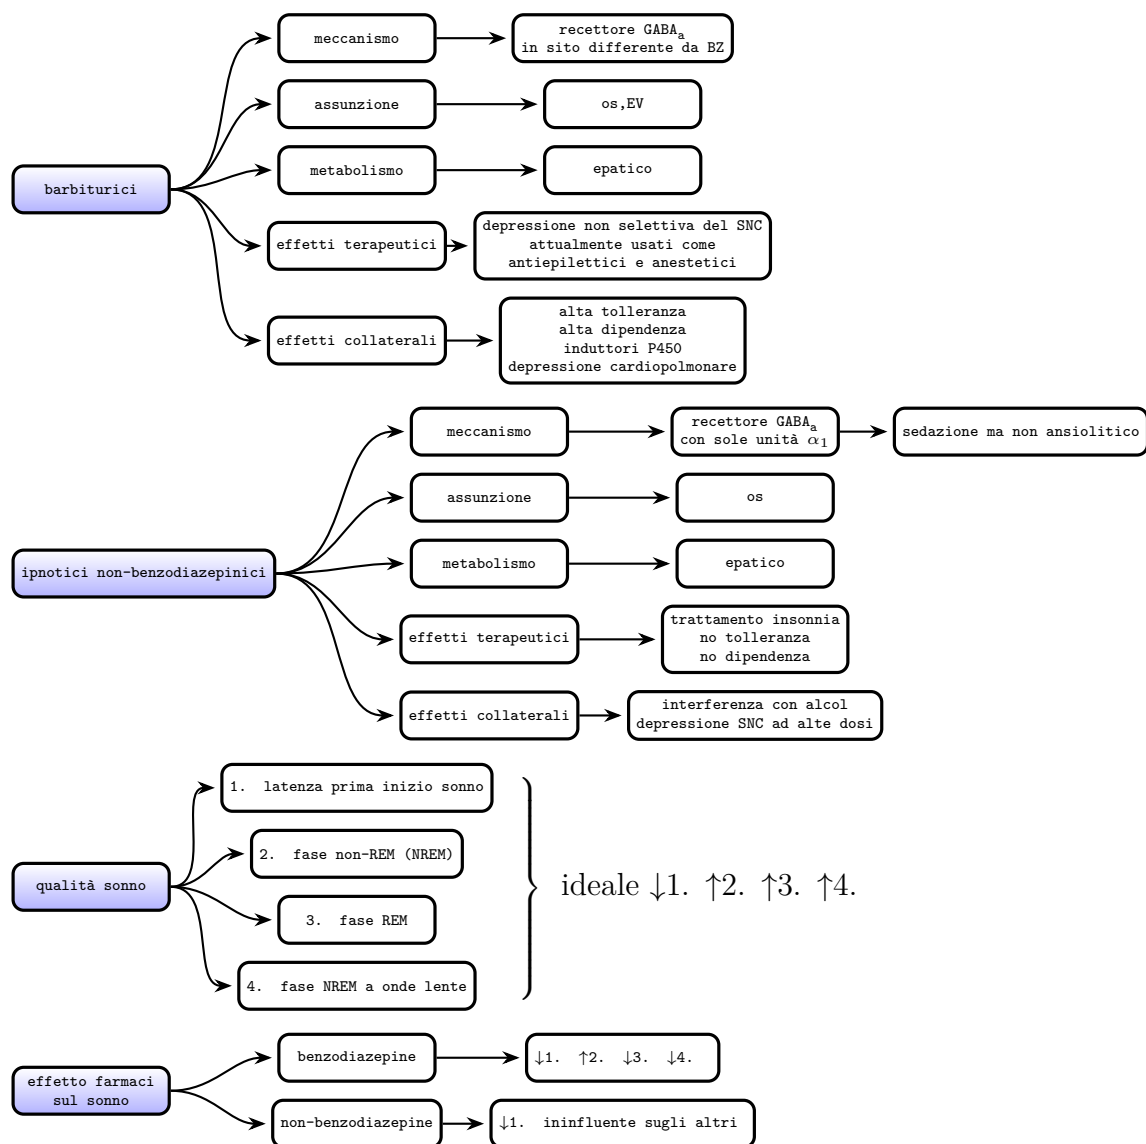 barbiturici
meccanismo
recettore GABAa
in sito differente da BZ
assunzione
os,EV
metabolismo
epatico
effetti terapeutici
depressione non selettiva del SNC
attualmente usati come
antiepilettici e anestetici
effetti collaterali
alta tolleranza
alta dipendenza
induttori P450
depressione cardiopolmonare
ipnotici non-benzodiazepinici
meccanismo
recettore GABAa
con sole unità α1
sedazione ma non ansiolitico
assunzione
os
metabolismo
epatico
effetti terapeutici
trattamento insonnia
no tolleranza
no dipendenza
effetti collaterali
interferenza con alcol
depressione SNC ad alte dosi
qualità sonno
1. latenza prima inizio sonno
2. fase non-REM (NREM)
3. fase REM
4. fase NREM a onde lente
ideale ↓1. ↑2. ↑3. ↑4.
effetto farmaci
sul sonno
benzodiazepine
↓1. ↑2. ↓3. ↓4.
non-benzodiazepine
↓1. ininfluente sugli altri